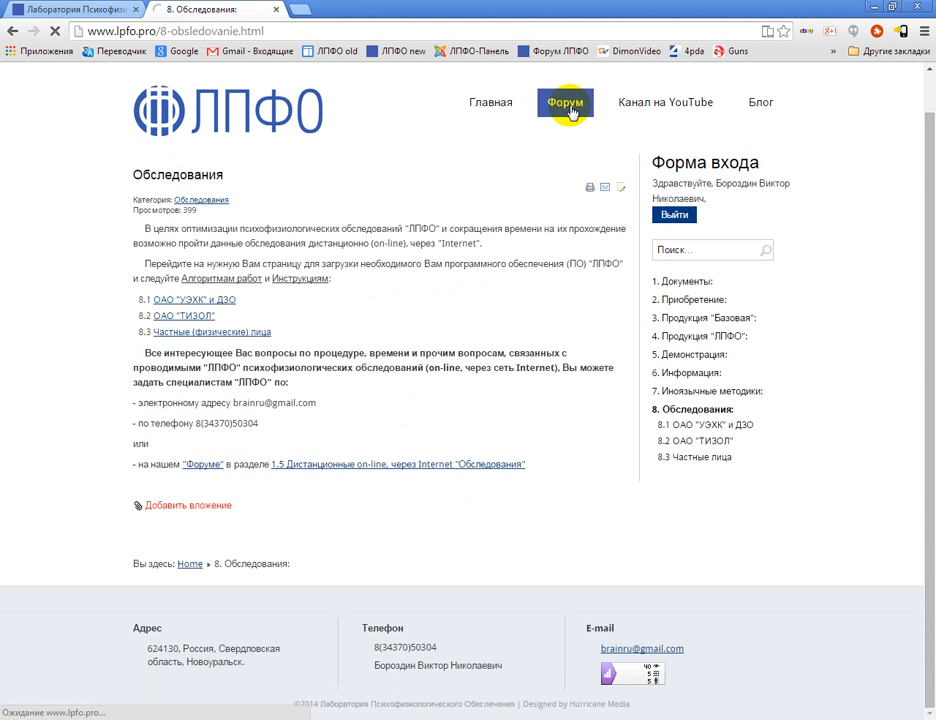 Лаборатория Психофизи
8. Обследования:
www.lpfo.pro/8-obsledovanie.html
Приложения Переводчик Google Gmail - Входящие ЛПФО old ЛПФО new ЛПФО-Панель Форум ЛПФО DimonVideo 4pda Guns » Другие закладки
ЛПФО
Главная Форум Канал на YouTube Блог
Обследования
Категория: Обследования
Просмотров: 399
В целях оптимизации психофизиологических обследований "ЛПФО" и сокращения времени на их прохождение
возможно пройти данные обследования дистанционно (on-line), через "Internet".
Перейдите на нужную Вам страницу для загрузки необходимого Вам программного обеспечения (ПО) "ЛПФО"
и следуйте Алгоритмам работ и Инструкциям:
8.1 ОАО "УЭХК" и ДЗО
8.2 ОАО "ТИЗОЛ"
8.3 Частные (физические) лица
Все интересующее Вас вопросы по процедуре, времени и прочим вопросам, связанных с
проводимыми "ЛПФО" психофизиологических обследований (on-line, через сеть Internet), Вы можете
задать специалистам "ЛПФО" по:
- электронному адресу brainru@gmail.com
- по телефону 8(34370)50304
или
- на нашем "Форуме" в разделе 1.5 Дистанционные on-line, через Internet "Обследования"
Добавить вложение
Вы здесь: Home ▸ 8. Обследования:
Форма входа
Здравствуйте, Бороздин Виктор
Николаевич,
Выйти
Поиск...
1. Документы:
2. Приобретение:
3. Продукция "Базовая":
4. Продукция "ЛПФО":
5. Демонстрация:
6. Информация:
7. Иноязычные методики:
8. Обследования:
8.1 ОАО "УЭХК" и ДЗО
8.2 ОАО "ТИЗОЛ"
8.3 Частные лица
Адрес
624130, Россия, Свердловская
область, Новоуральск.
Телефон
8(34370)50304
Бороздин Виктор Николаевич
E-mail
brainru@gmail.com
40
5
5
©2014 Лаборатория Психофизиологического Обеспечения | Designed by Hurricane Media
Ожидание www.lpfo.pro...